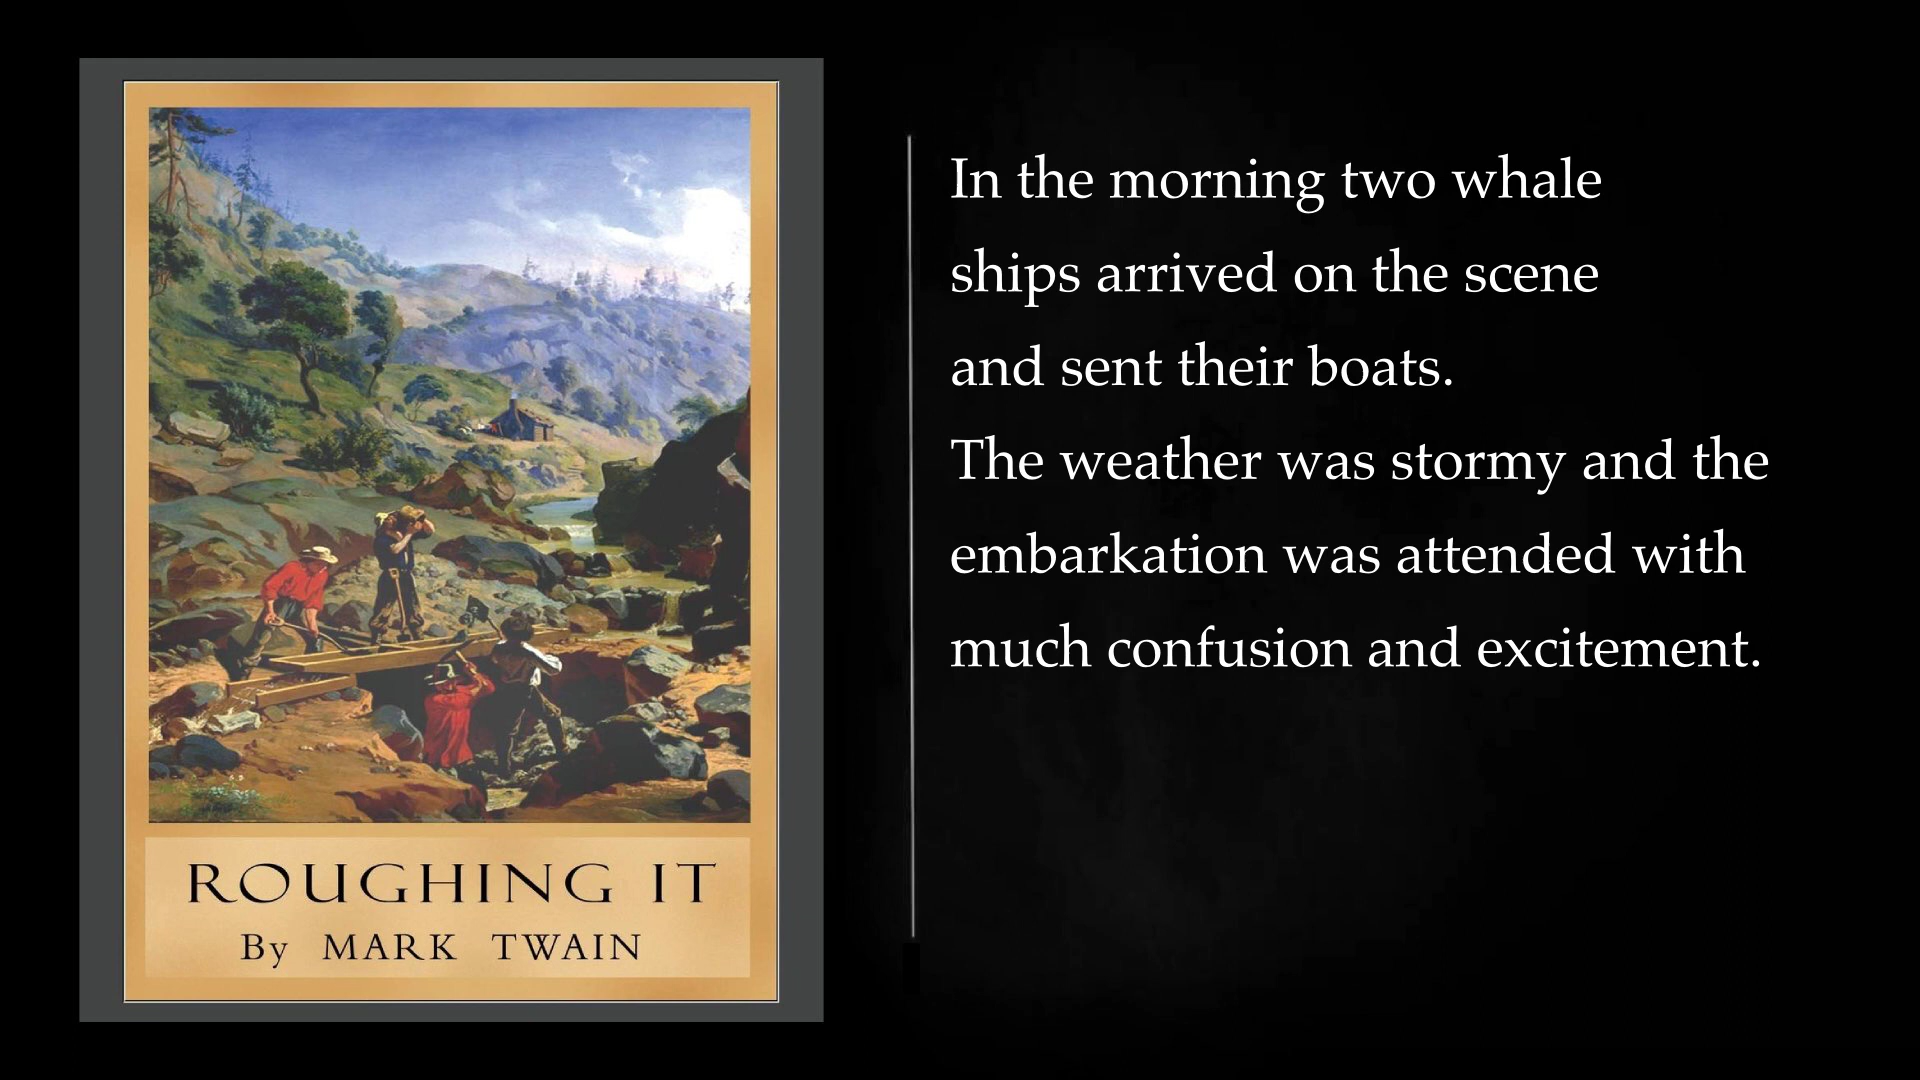 ROUGHING IT
By MARK TWAIN
In the morning two whale
ships arrived on the scene
and sent their boats.
The weather was stormy and the
embarkation was attended with
much confusion and excitement.